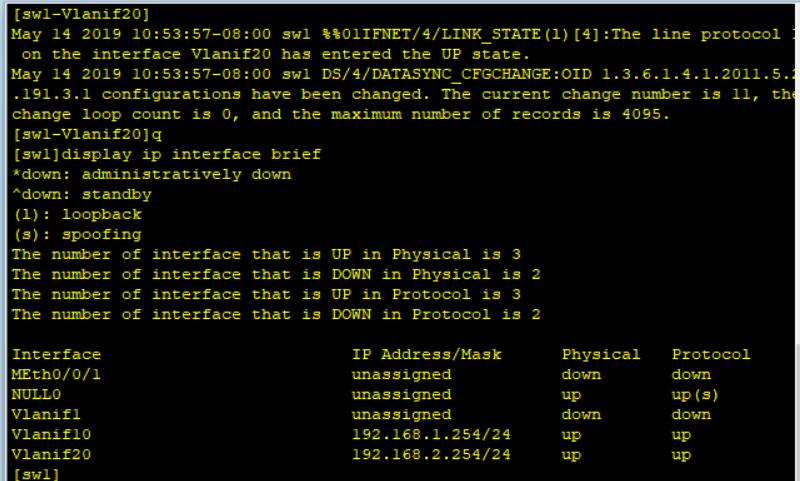 [sw1-Vlanif20]
May 14 2019 10:53:57-08:00 sw1 %%01IFNET/4/LINK_STATE(l)[4]:The line protocol
on the interface Vlanif20 has entered the UP state.
May 14 2019 10:53:57-08:00 sw1 DS/4/DATASYNC_CFGCHANGE:OID 1.3.6.1.4.1.2011.5.2
.191.3.1 configurations have been changed. The current change number is 11, the
change loop count is 0, and the maximum number of records is 4095.
[sw1-Vlanif20]q
[sw1]display ip interface brief
*down: administratively down
^down: standby
(l): loopback
(s): spoofing
The number of interface that is UP in Physical is 3
The number of interface that is DOWN in Physical is 2
The number of interface that is UP in Protocol is 3
The number of interface that is DOWN in Protocol is 2
Interface IP Address/Mask Physical Protocol
MEth0/0/1 unassigned down down
NULL0 unassigned up up(s)
Vlanif1 unassigned down down
Vlanif10 192.168.1.254/24 up up
Vlanif20 192.168.2.254/24 up up
[sw1]